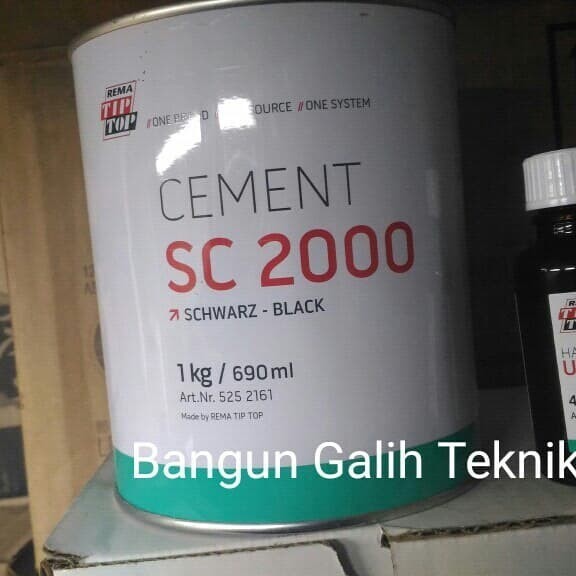 REMA
TIP
TOP
//ONE BRAND //ONE SOURCE //ONE SYSTEM
CEMENT
SC 2000
SCHWARZ - BLACK
1 kg / 690 ml
Art.Nr. 525 2161
Made by REMA TIP TOP
Bangun Galih Teknik